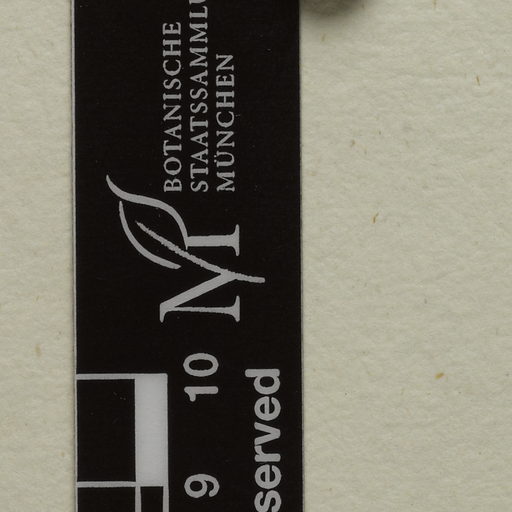 BOTANISCHE
STAATSSAMMLU
MÜNCHEN
M
10
9
served